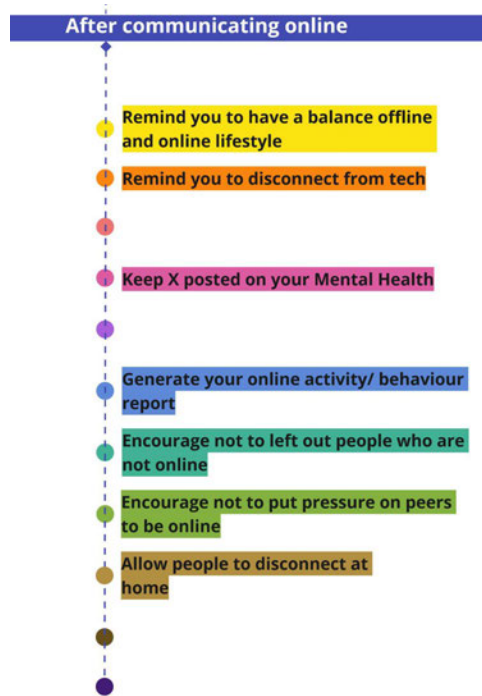 After communicating online
Remind you to have a balance offline
and online lifestyle
Remind you to disconnect from tech
Keep X posted on your Mental Health
Generate your online activity/ behaviour
report
Encourage not to left out people who are
not online
Encourage not to put pressure on peers
to be online
Allow people to disconnect at
home